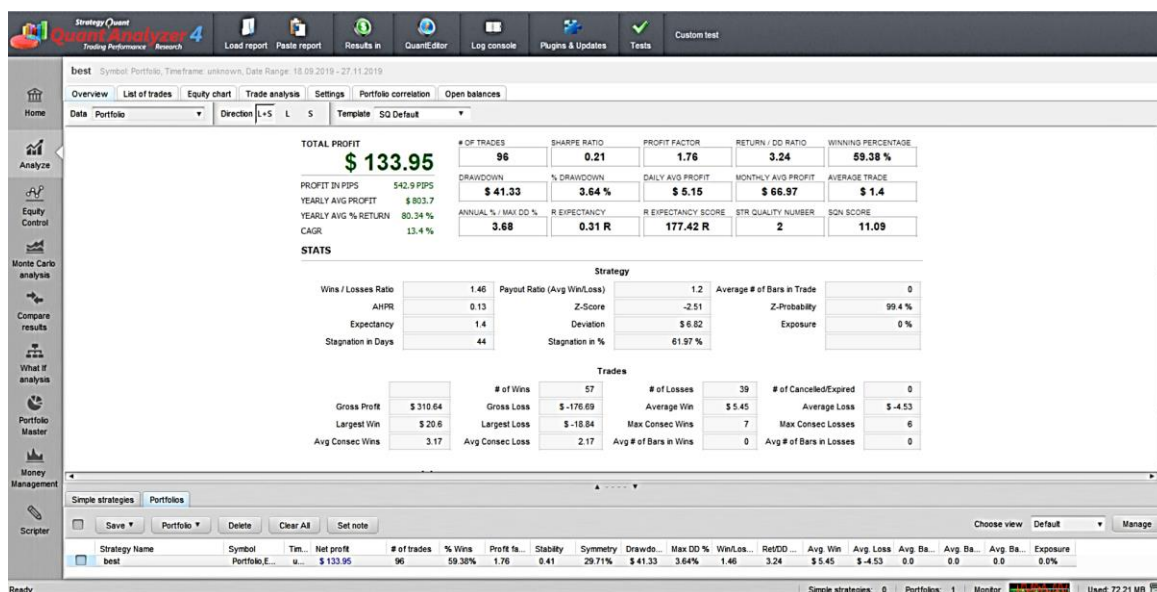 Strategy Quant
Quant Analyzer 4
Trading Performance Research
Load report Paste report Results in QuantEditor Log console Plugins & Updates Tests Custom test
best Symbol: Portfolio, Timeframe: unknown, Date Range: 18.09.2019 - 27.11.2019
Overview List of trades Equity chart Trade analysis Settings Portfolio correlation Open balances
Data Portfolio Direction L+S L S Template SQ Default
Home
Analyze
Equity Control
Monte Carlo analysis
Compare results
What If analysis
Portfolio Master
Money Management
Scripter
TOTAL PROFIT
$ 133.95
PROFIT IN PIPS 542.9 PIPS
YEARLY AVG PROFIT $ 803.7
YEARLY AVG % RETURN 80.34 %
CAGR 13.4 %
# OF TRADES SHARPE RATIO PROFIT FACTOR RETURN / DD RATIO WINNING PERCENTAGE
96 0.21 1.76 3.24 59.38 %
DRAWDOWN % DRAWDOWN DAILY AVG PROFIT MONTHLY AVG PROFIT AVERAGE TRADE
$ 41.33 3.64 % $ 5.15 $ 66.97 $ 1.4
ANNUAL % / MAX DD % R EXPECTANCY R EXPECTANCY SCORE STR QUALITY NUMBER SQN SCORE
3.68 0.31 R 177.42 R 2 11.09
STATS
Strategy
Wins / Losses Ratio 1.46 Payout Ratio (Avg Win/Loss) 1.2 Average # of Bars in Trade 0
AHPR 0.13 Z-Score -2.51 Z-Probability 99.4 %
Expectancy 1.4 Deviation $ 6.82 Exposure 0 %
Stagnation in Days 44 Stagnation in % 61.97 %
Trades
# of Wins 57 # of Losses 39 # of Cancelled/Expired 0
Gross Profit $ 310.64 Gross Loss $ -176.69 Average Win $ 5.45 Average Loss $ -4.53
Largest Win $ 20.6 Largest Loss $ -18.84 Max Consec Wins 7 Max Consec Losses 6
Avg Consec Wins 3.17 Avg Consec Loss 2.17 Avg # of Bars in Wins 0 Avg # of Bars in Losses 0
Simple strategies Portfolios
Save Portfolio Delete Clear All Set note Choose view Default Manage
Strategy Name Symbol Tim... Net profit # of trades % Wins Profit fa... Stability Symmetry Drawdo... Max DD % Win/Los... Ret/DD ... Avg. Win Avg. Loss Avg. Ba... Avg. Ba... Avg. Ba... Exposure
best Portfolio,E... u... $ 133.95 96 59.38% 1.76 0.41 29.71% $ 41.33 3.64% 1.46 3.24 $ 5.45 $ -4.53 0.0 0.0 0.0 0.0%
Ready Simple strategies: 0 Portfolios: 1 Monitor Used: 72.21 MB